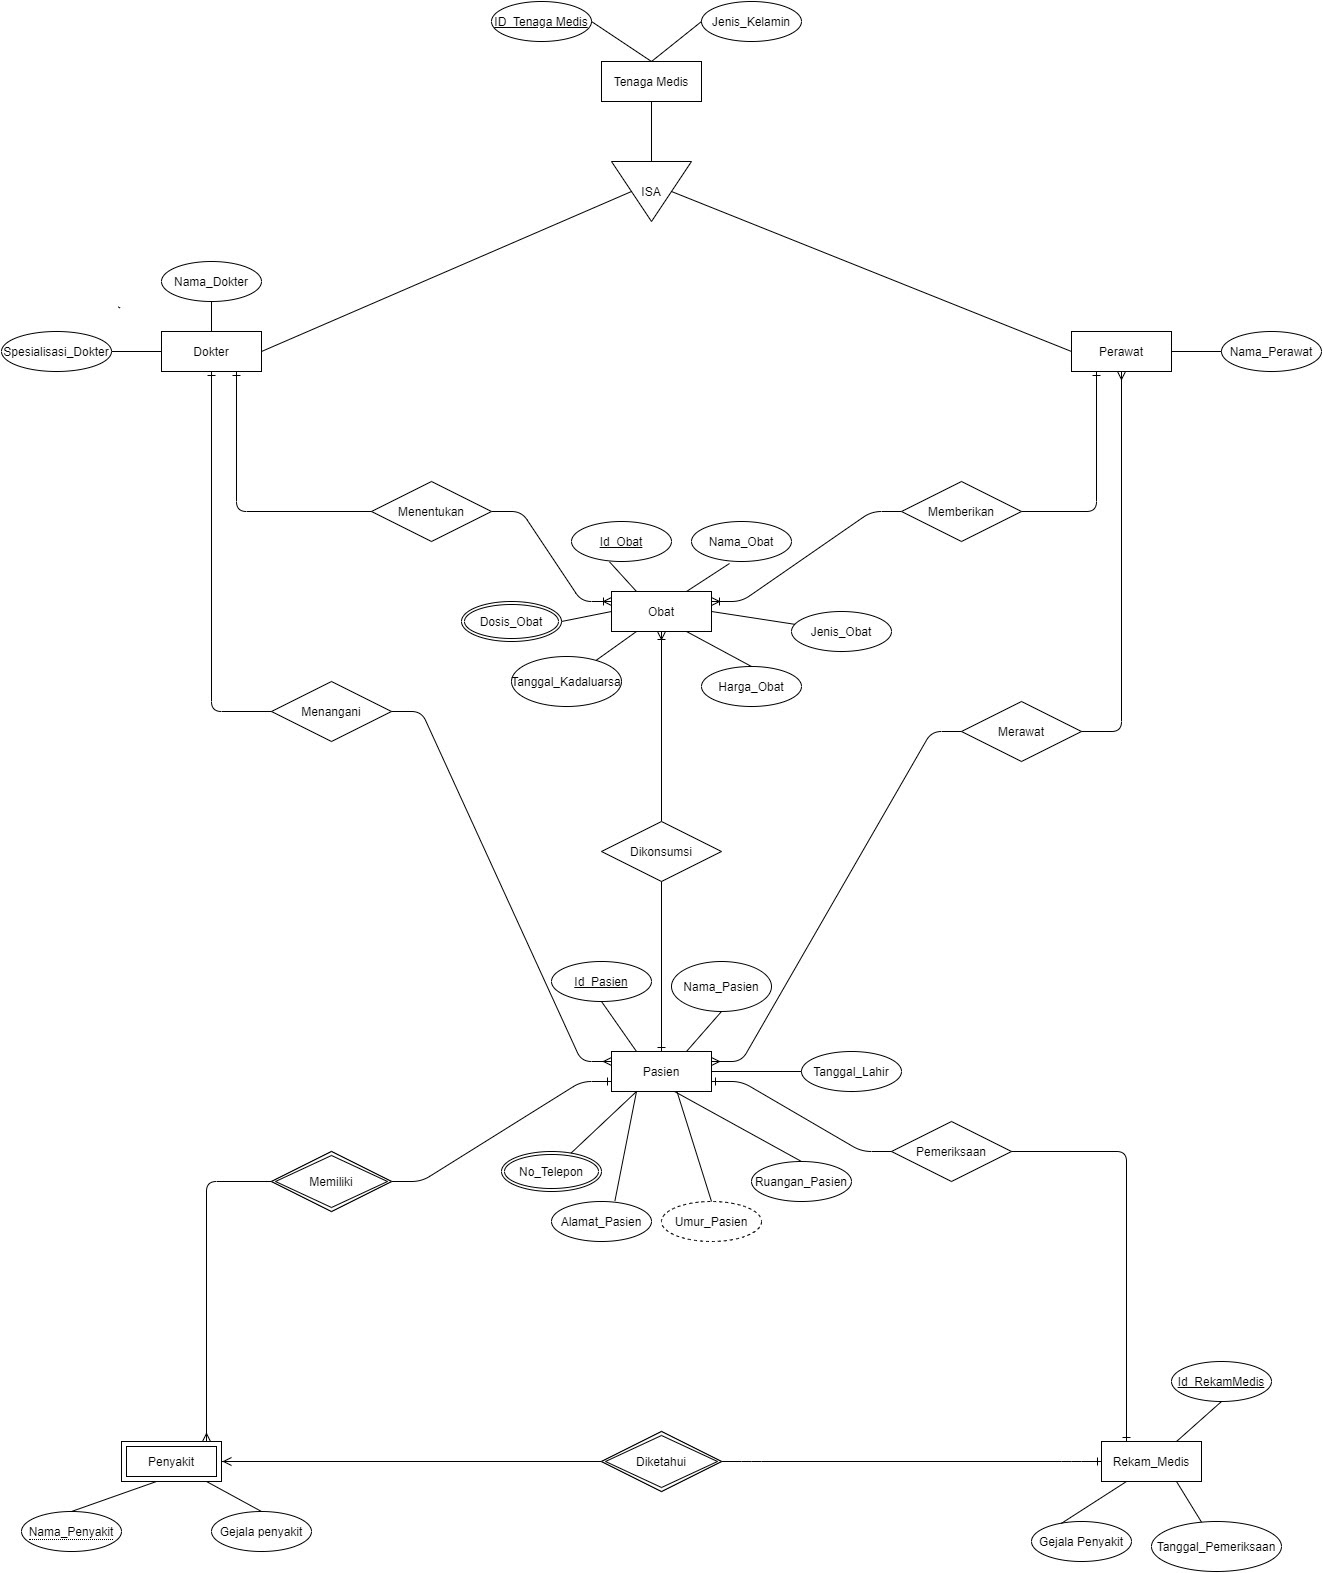 ID_Tenaga Medis
Jenis_Kelamin
Tenaga Medis
ISA
Nama_Dokter
Spesialisasi_Dokter
Dokter
Perawat
Nama_Perawat
Menentukan
Memberikan
Id_Obat
Nama_Obat
Dosis_Obat
Obat
Jenis_Obat
Tanggal_Kadaluarsa
Harga_Obat
Menangani
Merawat
Dikonsumsi
Id_Pasien
Nama_Pasien
Pasien
Tanggal_Lahir
Memiliki
No_Telepon
Ruangan_Pasien
Pemeriksaan
Alamat_Pasien
Umur_Pasien
Id_RekamMedis
Penyakit
Diketahui
Rekam_Medis
Nama_Penyakit
Gejala penyakit
Gejala Penyakit
Tanggal_Pemeriksaan